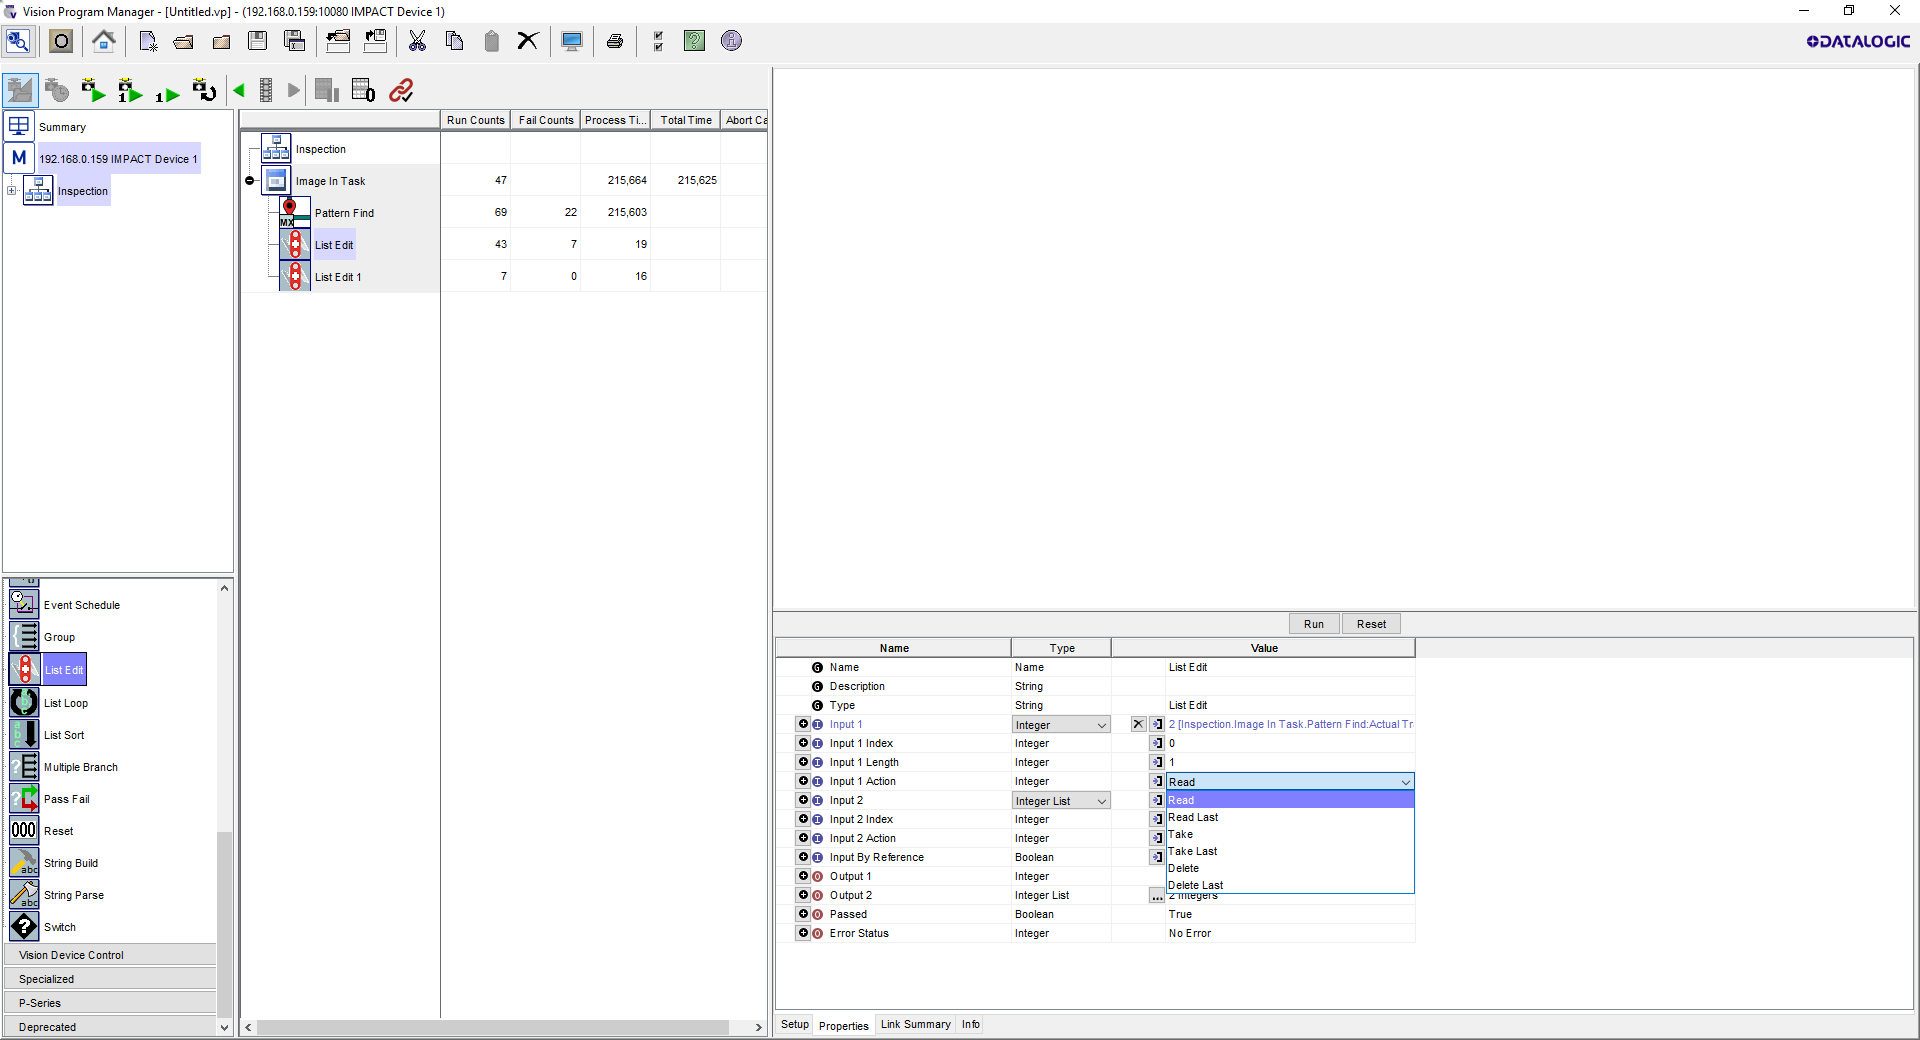 Vision Program Manager - [Untitled.vp] - (192.168.0.159:10080 IMPACT Device 1)
DATALOGIC
Summary
M
192.168.0.159 IMPACT Device 1
Inspection
Run Counts Fail Counts Process Ti... Total Time Abort Ca
Inspection
Image In Task 47 215,664 215,625
Pattern Find 69 22 215,603
List Edit 43 7 19
List Edit 1 7 0 16
Event Schedule
Group
List Edit
List Loop
List Sort
Multiple Branch
Pass Fail
Reset
String Build
String Parse
Switch
Vision Device Control
Specialized
P-Series
Deprecated
Run Reset
Name Type Value
Name Name List Edit
Description String
Type String List Edit
Input 1 Integer 2 [Inspection.Image In Task.Pattern Find:Actual Tr
Input 1 Index Integer 0
Input 1 Length Integer 1
Input 1 Action Integer Read
Input 2 Integer List Read
Input 2 Index Integer Read Last
Input 2 Action Integer Take
Input By Reference Boolean Take Last
Output 1 Integer Delete
Delete Last
Output 2 Integer List ... 2 Integers
Passed Boolean True
Error Status Integer No Error
Setup Properties Link Summary Info